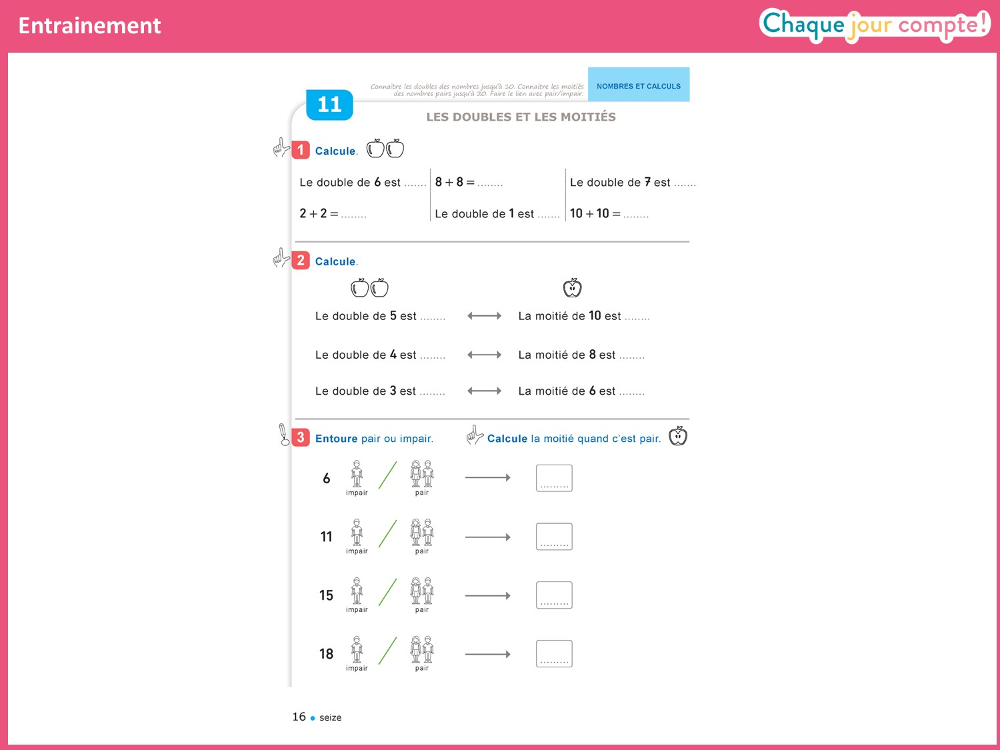 Entrainement
Chaque jour compte!
Connaitre les doubles des nombres jusqu'à 10. Connaitre les moitiés
des nombres pairs jusqu'à 20. Faire le lien avec pair/impair.
NOMBRES ET CALCULS
11
LES DOUBLES ET LES MOITIÉS
1 Calcule.
Le double de 6 est ....... 8 + 8 = ........ Le double de 7 est .......
2 + 2 = ........ Le double de 1 est ....... 10 + 10 = ........
2 Calcule.
Le double de 5 est ........ La moitié de 10 est ........
Le double de 4 est ........ La moitié de 8 est ........
Le double de 3 est ........ La moitié de 6 est ........
3 Entoure pair ou impair. Calcule la moitié quand c'est pair.
6 .........
impair pair
11 .........
impair pair
15 .........
impair pair
18 .........
impair pair
16 • seize